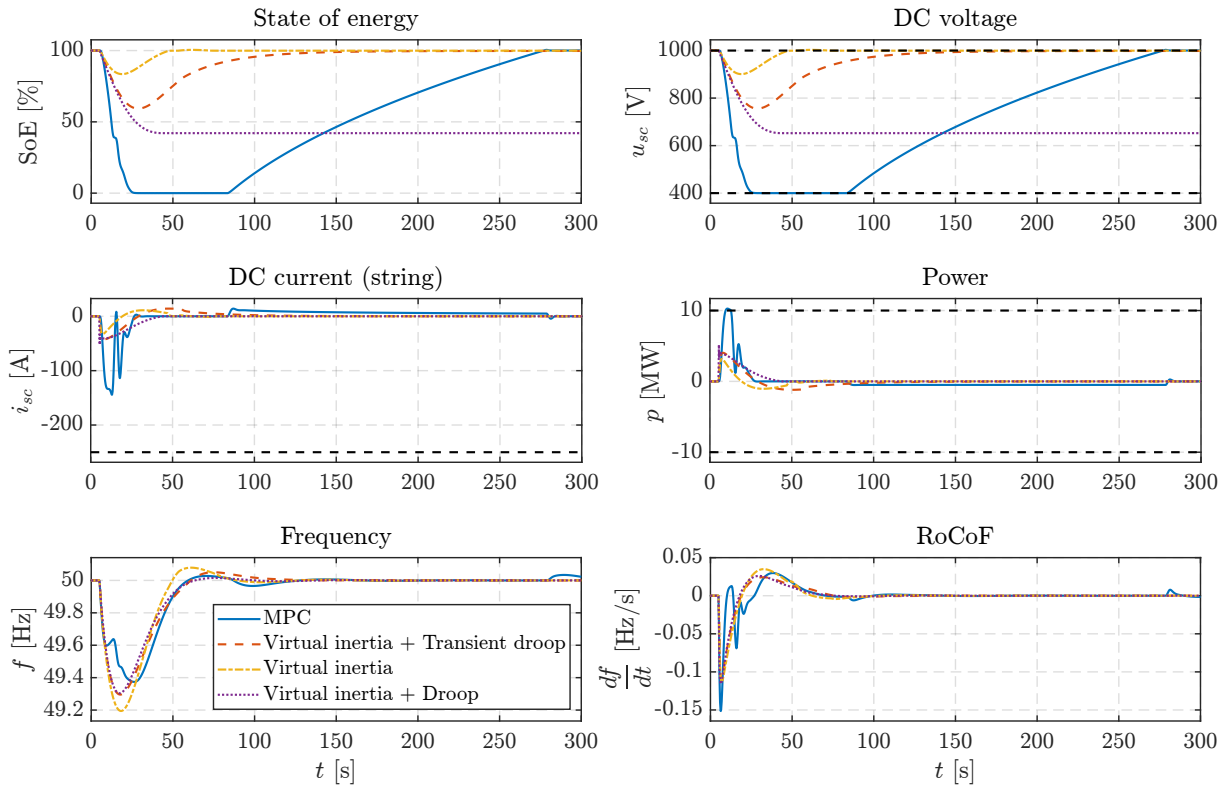 State of energy
DC voltage
SoE [%]
100
50
0
0 50 100 150 200 250 300
u_sc [V]
1000
800
600
400
0 50 100 150 200 250 300
DC current (string)
Power
i_sc [A]
0
-100
-200
0 50 100 150 200 250 300
p [MW]
10
0
-10
0 50 100 150 200 250 300
Frequency
RoCoF
f [Hz]
50
49.8
49.6
49.4
49.2
MPC
Virtual inertia + Transient droop
Virtual inertia
Virtual inertia + Droop
0 50 100 150 200 250 300
t [s]
df/dt [Hz/s]
0.05
0
-0.05
-0.1
-0.15
0 50 100 150 200 250 300
t [s]